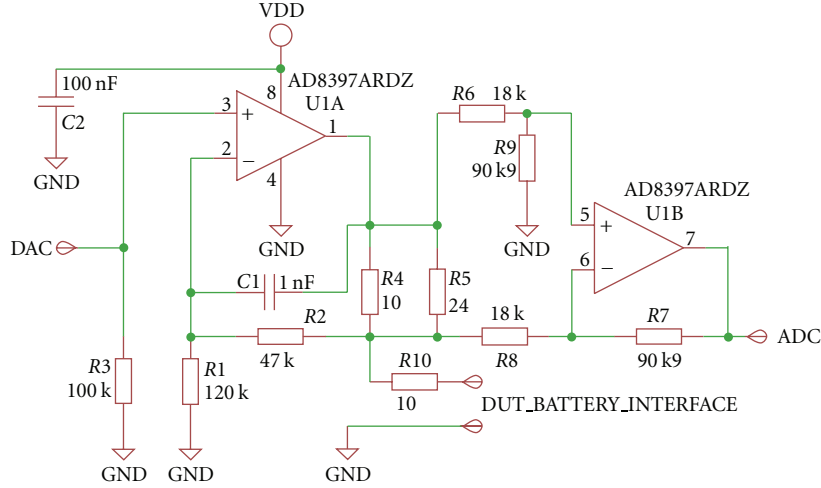 VDD
100 nF
C2
GND
8
AD8397ARDZ
U1A
3
+
1
2
−
4
GND
R6
18 k
R9
90 k9
GND
AD8397ARDZ
U1B
5
+
7
6
−
DAC
C1
1 nF
R4
10
R5
24
R2
47 k
18 k
R8
R7
90 k9
ADC
R3
100 k
R1
120 k
R10
10
DUT_BATTERY_INTERFACE
GND
GND
GND